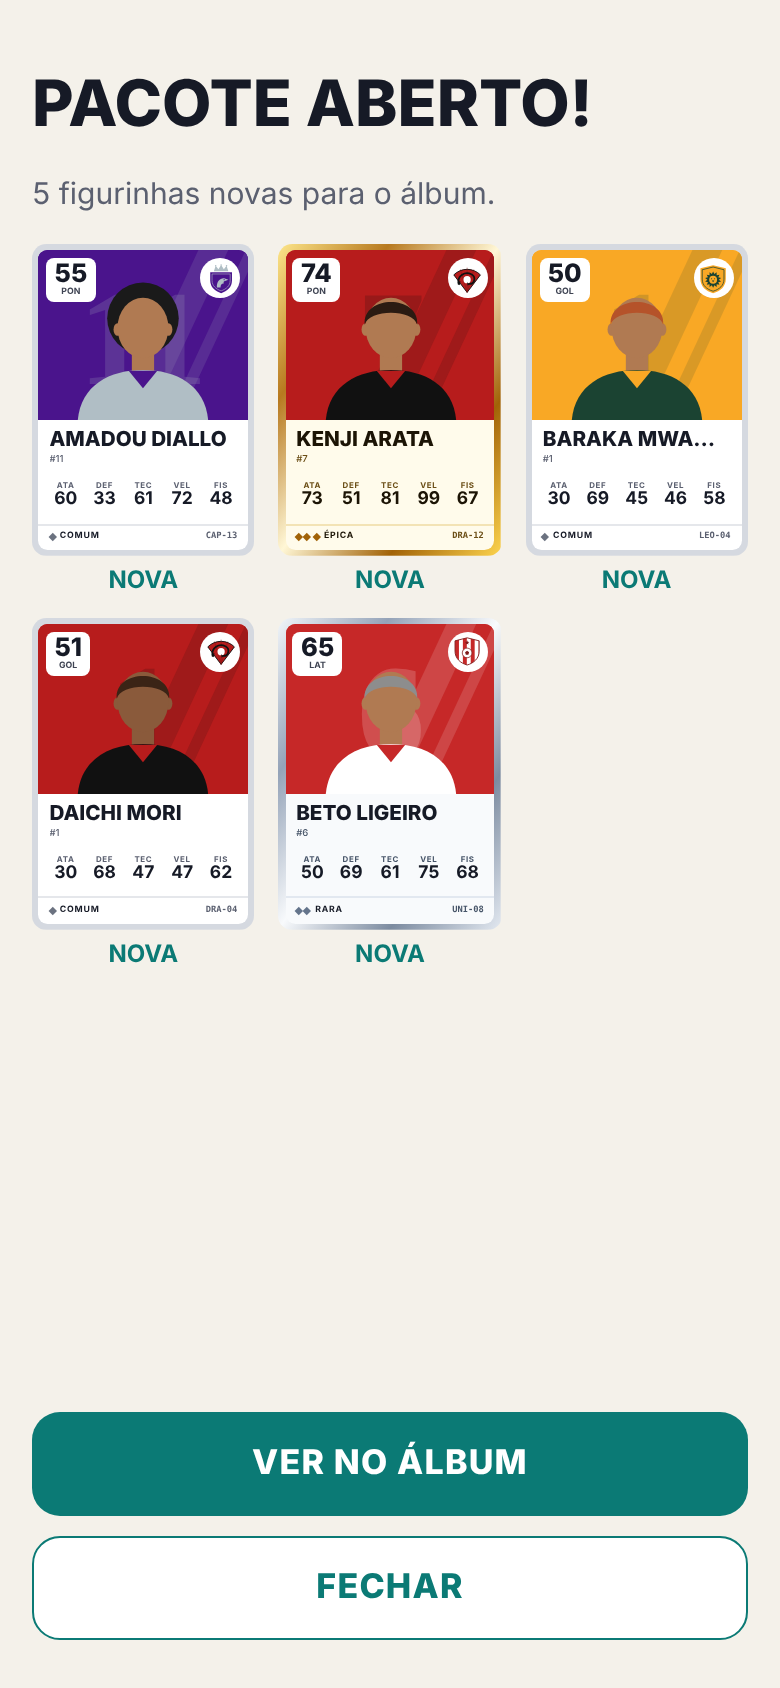 PACOTE ABERTO!
5 figurinhas novas para o álbum.
55
PON
11
AMADOU DIALLO
#11
ATA DEF TEC VEL FIS
60 33 61 72 48
◆ COMUM CAP-13
NOVA
74
PON
KENJI ARATA
#7
ATA DEF TEC VEL FIS
73 51 81 99 67
◆◆◆ ÉPICA DRA-12
NOVA
50
GOL
BARAKA MWA...
#1
ATA DEF TEC VEL FIS
30 69 45 46 58
◆ COMUM LEO-04
NOVA
51
GOL
DAICHI MORI
#1
ATA DEF TEC VEL FIS
30 68 47 47 62
◆ COMUM DRA-04
NOVA
65
LAT
6
BETO LIGEIRO
#6
ATA DEF TEC VEL FIS
50 69 61 75 68
◆◆ RARA UNI-08
NOVA
VER NO ÁLBUM
FECHAR